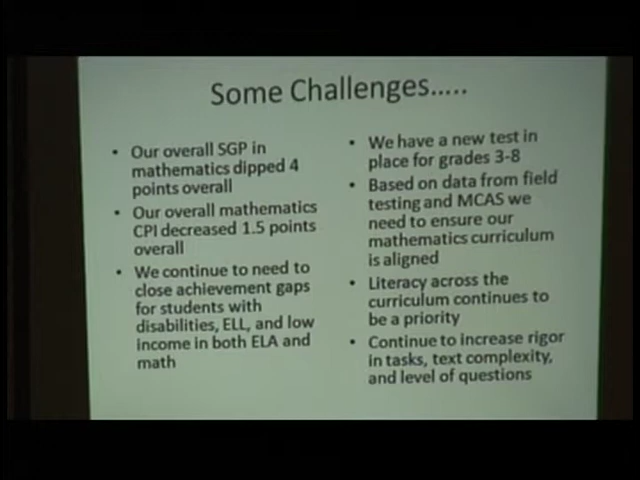 Some Challenges.....
• Our overall SGP in
mathematics dipped 4
points overall
• Our overall mathematics
CPI decreased 1.5 points
overall
• We continue to need to
close achievement gaps
for students with
disabilities, ELL, and low
income in both ELA and
math
• We have a new test in
place for grades 3-8
• Based on data from field
testing and MCAS we
need to ensure our
mathematics curriculum
is aligned
• Literacy across the
curriculum continues to
be a priority
• Continue to increase rigor
in tasks, text complexity,
and level of questions